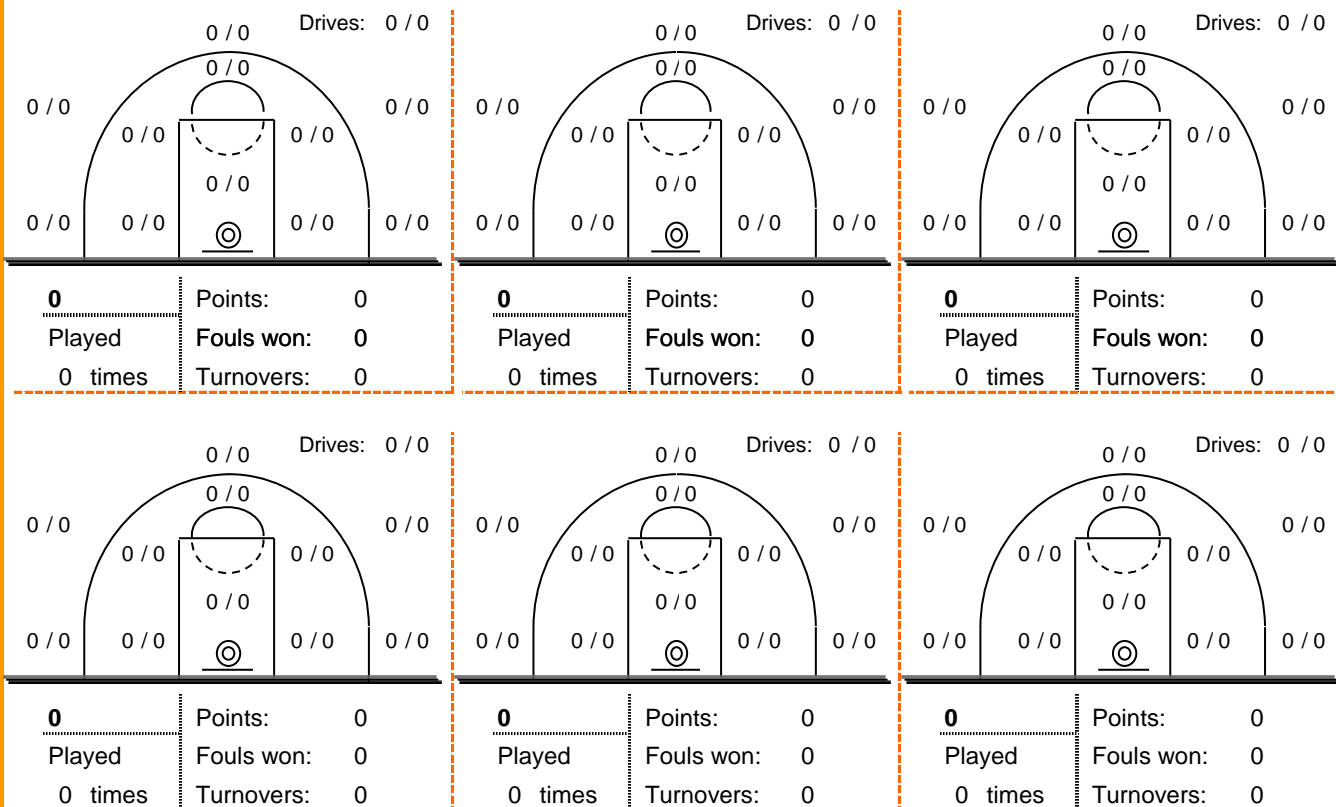 0 / 0 Drives: 0 / 0
0 / 0
0 / 0 0 / 0
0 / 0 0 / 0
0 / 0
0 / 0 0 / 0 0 / 0 0 / 0
0 Points: 0
Played Fouls won: 0
0 times Turnovers: 0
0 / 0 Drives: 0 / 0
0 / 0
0 / 0 0 / 0
0 / 0 0 / 0
0 / 0
0 / 0 0 / 0 0 / 0 0 / 0
0 Points: 0
Played Fouls won: 0
0 times Turnovers: 0
0 / 0 Drives: 0 / 0
0 / 0
0 / 0 0 / 0
0 / 0 0 / 0
0 / 0
0 / 0 0 / 0 0 / 0 0 / 0
0 Points: 0
Played Fouls won: 0
0 times Turnovers: 0
0 / 0 Drives: 0 / 0
0 / 0
0 / 0 0 / 0
0 / 0 0 / 0
0 / 0
0 / 0 0 / 0 0 / 0 0 / 0
0 Points: 0
Played Fouls won: 0
0 times Turnovers: 0
0 / 0 Drives: 0 / 0
0 / 0
0 / 0 0 / 0
0 / 0 0 / 0
0 / 0
0 / 0 0 / 0 0 / 0 0 / 0
0 Points: 0
Played Fouls won: 0
0 times Turnovers: 0
0 / 0 Drives: 0 / 0
0 / 0
0 / 0 0 / 0
0 / 0 0 / 0
0 / 0
0 / 0 0 / 0 0 / 0 0 / 0
0 Points: 0
Played Fouls won: 0
0 times Turnovers: 0